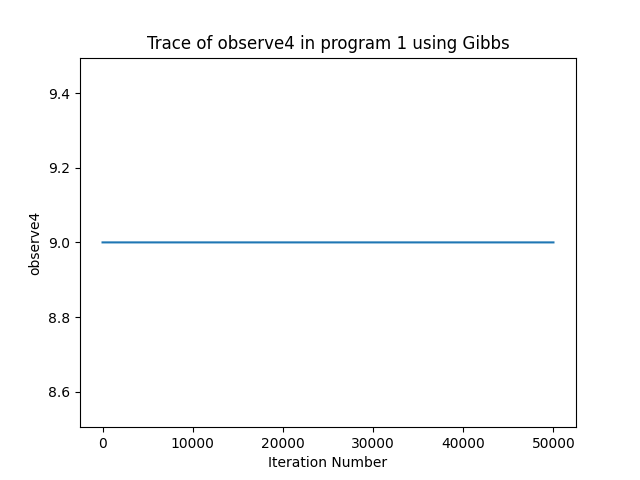 Trace of observe4 in program 1 using Gibbs
9.4
9.2
9.0
8.8
8.6
observe4
0 10000 20000 30000 40000 50000
Iteration Number